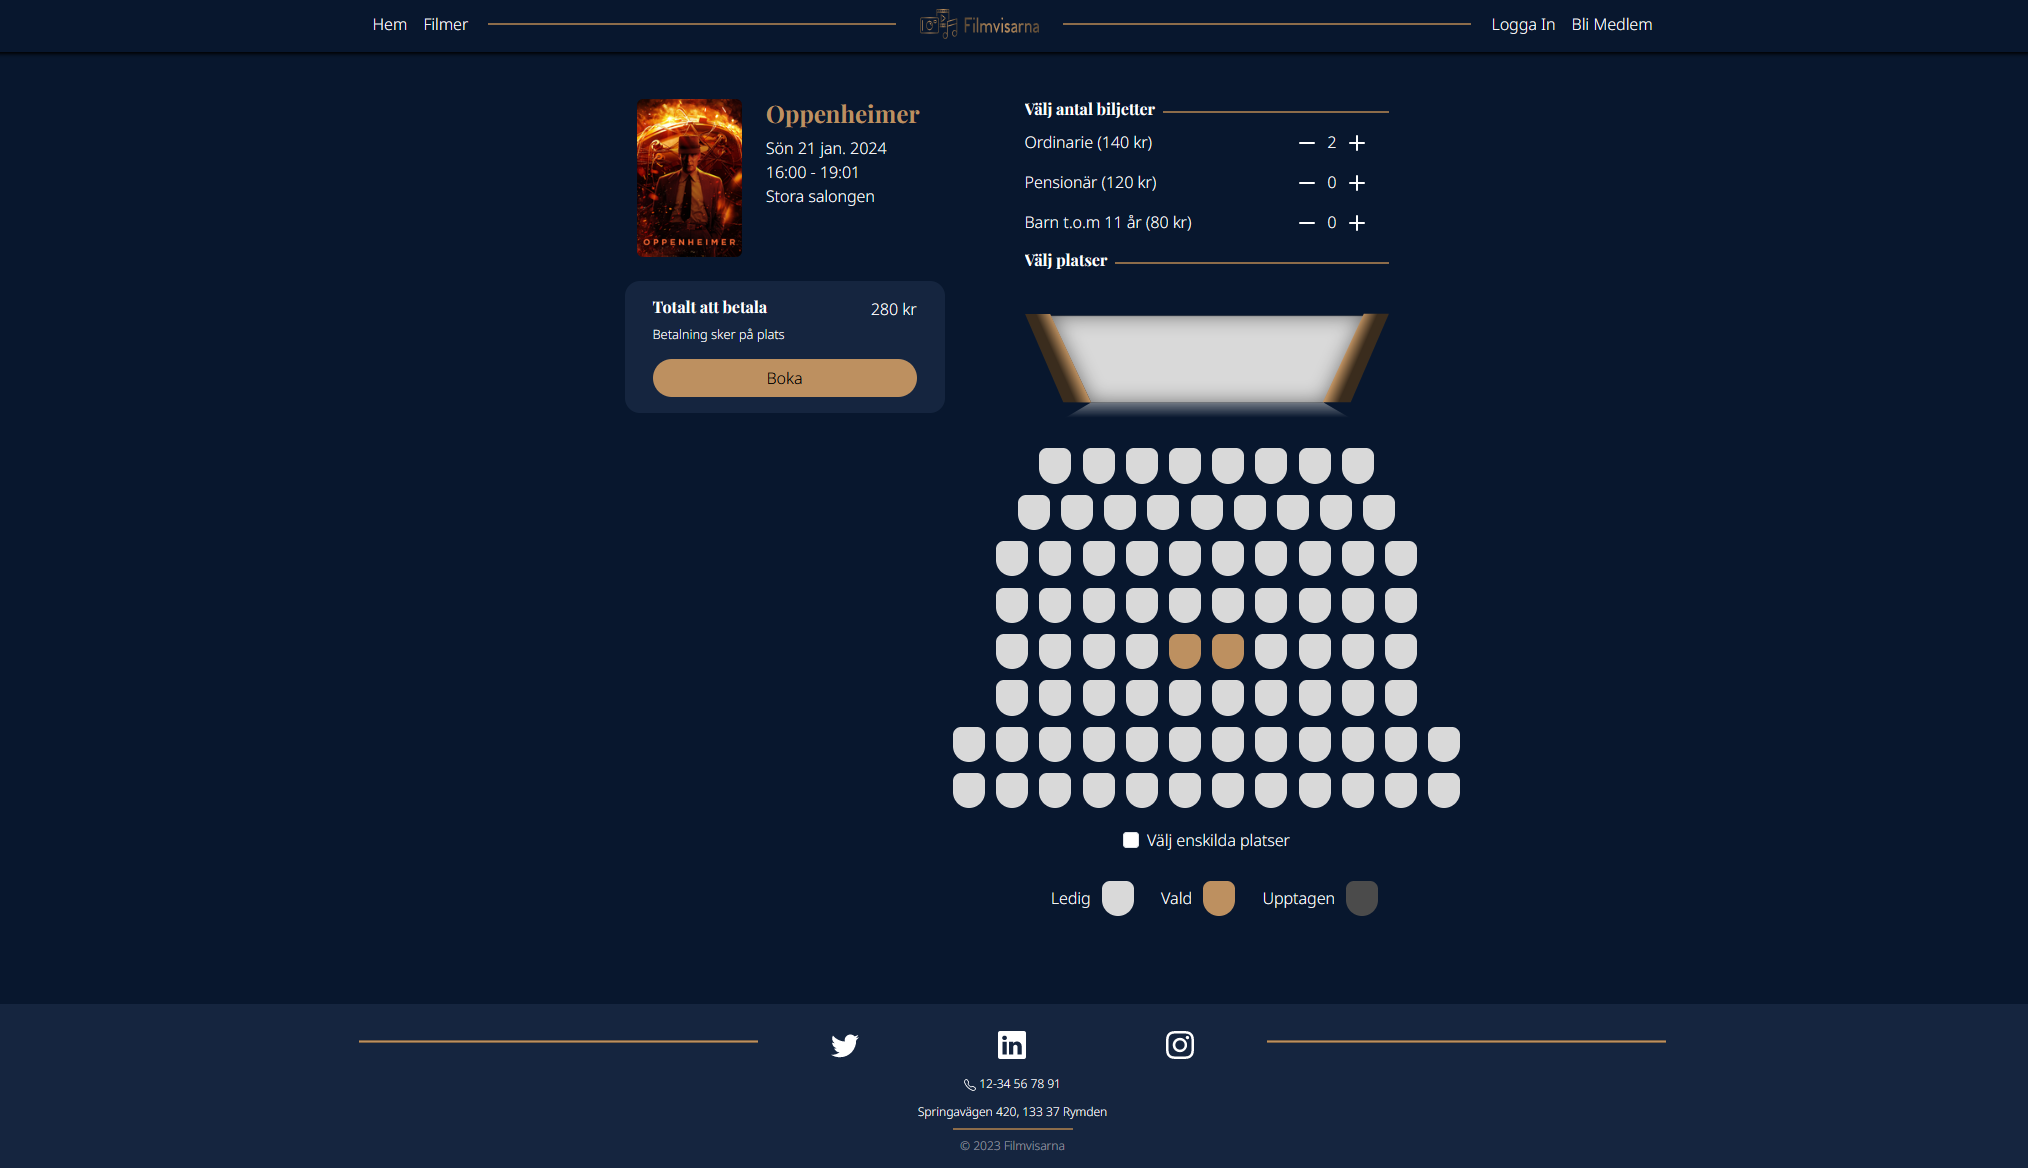 Hem Filmer Filmvisarna Logga In Bli Medlem
OPPENHEIMER
Oppenheimer
Sön 21 jan. 2024
16:00 - 19:01
Stora salongen
Totalt att betala 280 kr
Betalning sker på plats
Boka
Välj antal biljetter
Ordinarie (140 kr) 2
Pensionär (120 kr) 0
Barn t.o.m 11 år (80 kr) 0
Välj platser
Välj enskilda platser
Ledig Vald Upptagen
12-34 56 78 91
Springavägen 420, 133 37 Rymden
© 2023 Filmvisarna